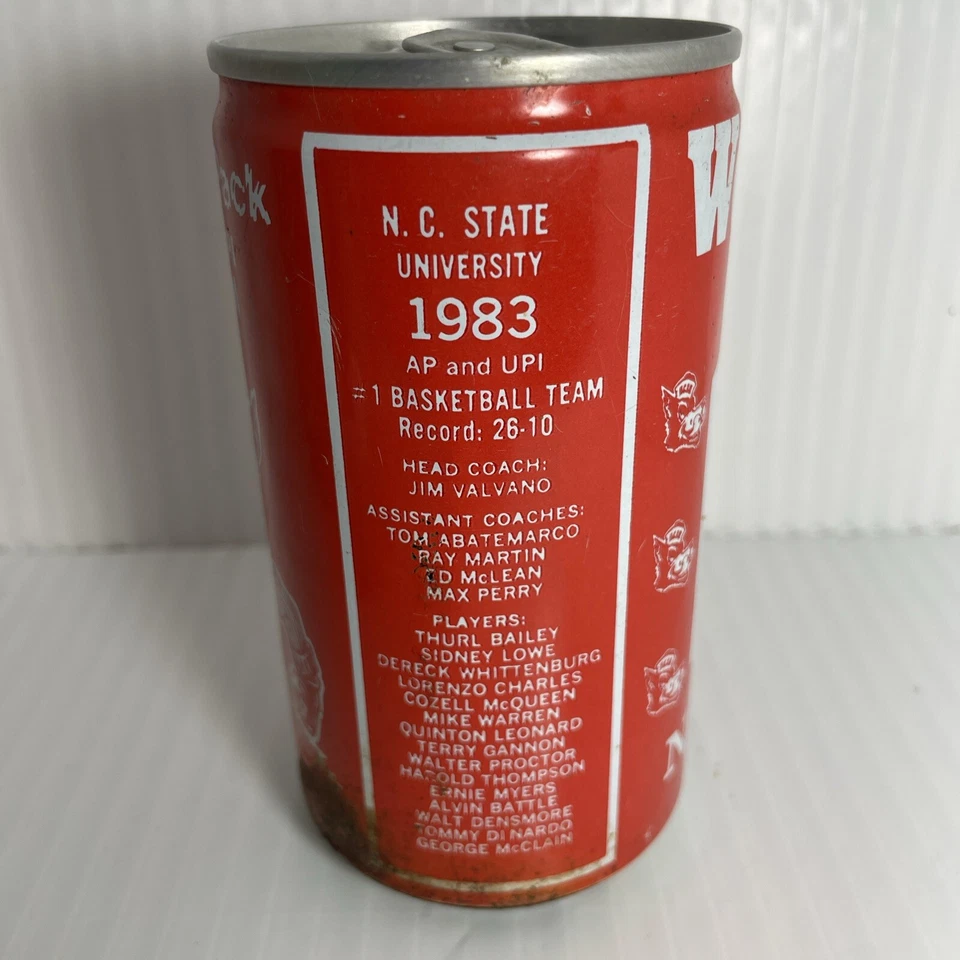 ack
W
N. C. STATE
UNIVERSITY
1983
AP and UPI
#1 BASKETBALL TEAM
Record: 26-10
HEAD COACH:
JIM VALVANO
ASSISTANT COACHES:
TOM ABATEMARCO
RAY MARTIN
ED McLEAN
MAX PERRY
PLAYERS:
THURL BAILEY
SIDNEY LOWE
DERECK WHITTENBURG
LORENZO CHARLES
COZELL McQUEEN
MIKE WARREN
QUINTON LEONARD
TERRY GANNON
WALTER PROCTOR
HAROLD THOMPSON
ERNIE MYERS
ALVIN BATTLE
WALT DENSMORE
TOMMY DI NARDO
GEORGE McCLAIN
N